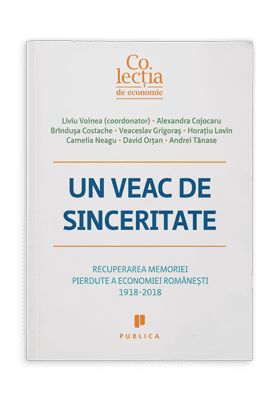 Co.
lecția
de economie
Liviu Voinea (coordonator) • Alexandra Cojocaru
Brîndușa Costache • Veaceslav Grigoraș • Horațiu Lovin
Camelia Neagu • David Orțan • Andrei Tănase
UN VEAC DE
SINCERITATE
RECUPERAREA MEMORIEI
PIERDUTE A ECONOMIEI ROMÂNEȘTI
1918-2018
PUBLICA